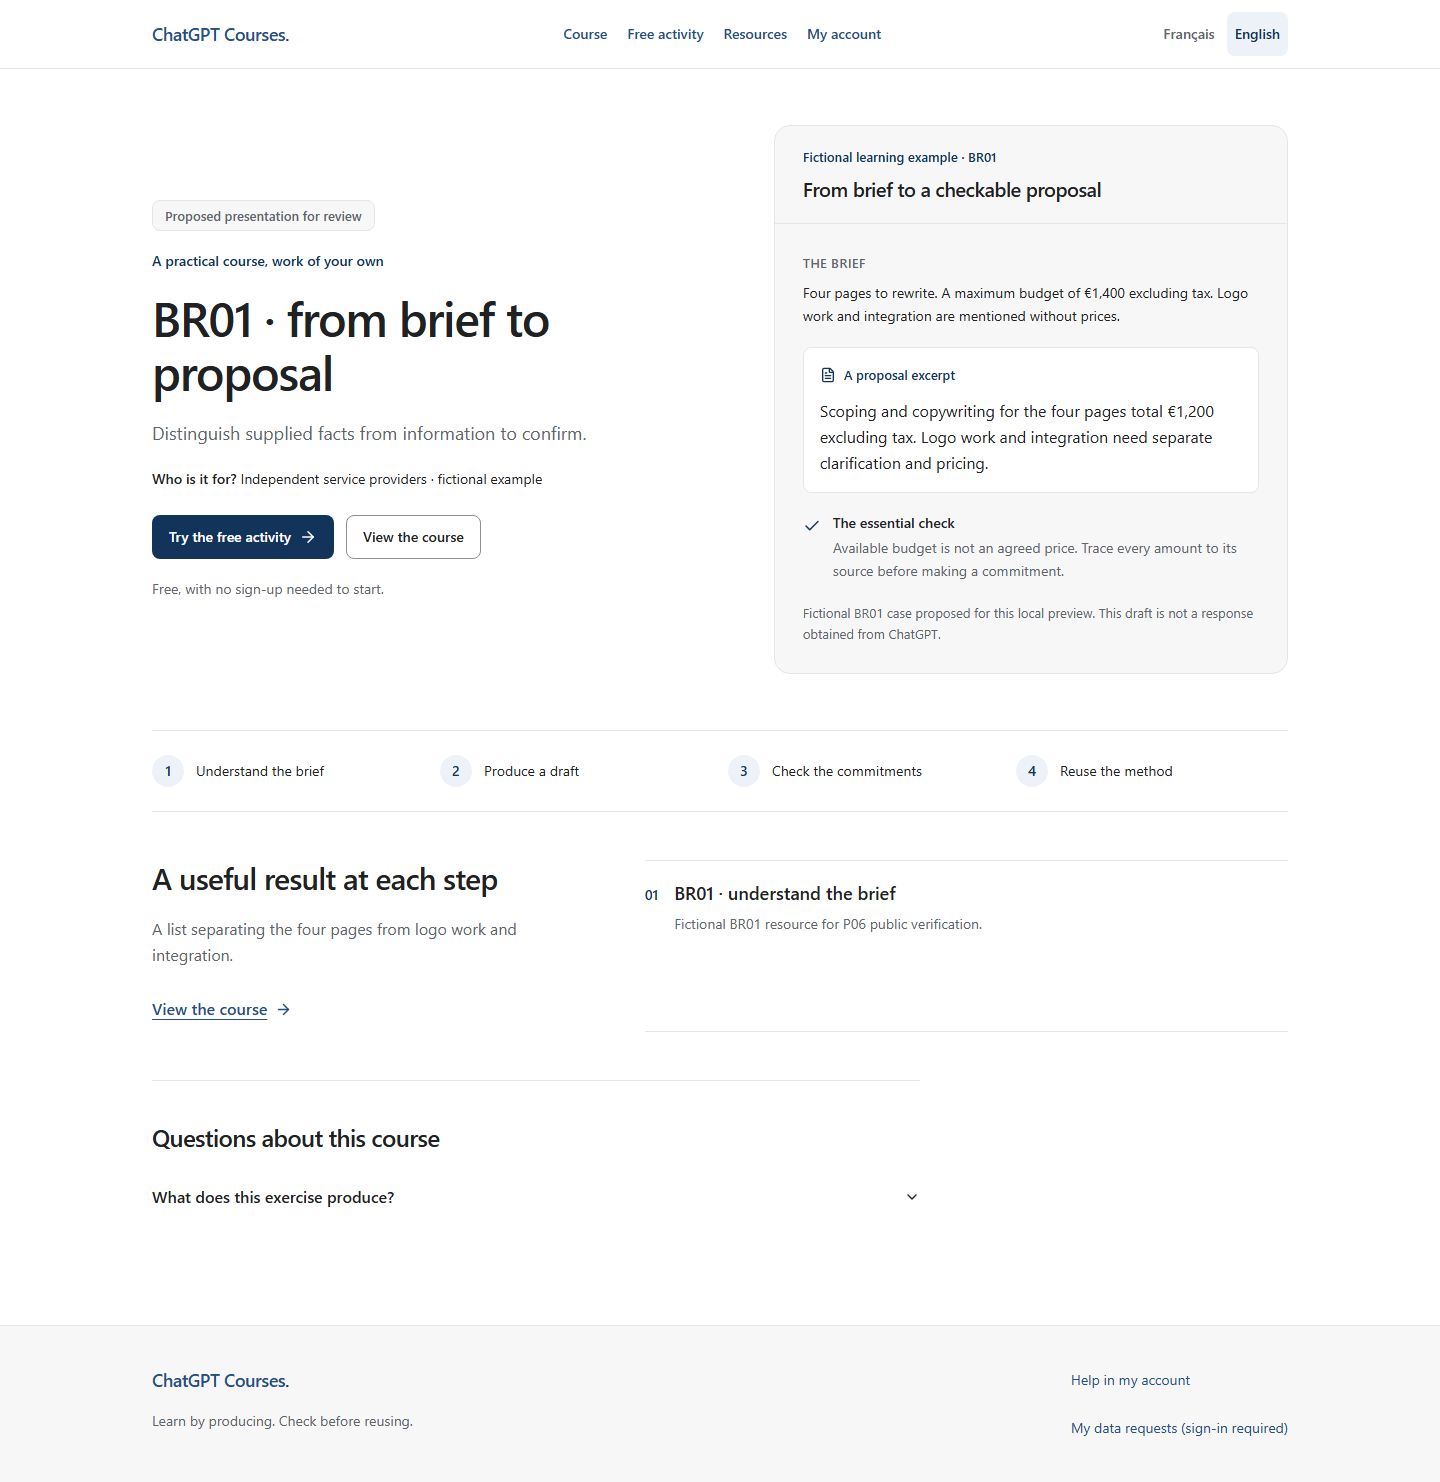 ChatGPT Courses.
Course
Free activity
Resources
My account
Français
English
Proposed presentation for review
A practical course, work of your own
BR01 · from brief to
proposal
Distinguish supplied facts from information to confirm.
Who is it for? Independent service providers · fictional example
Try the free activity
View the course
Free, with no sign-up needed to start.
Fictional learning example · BR01
From brief to a checkable proposal
THE BRIEF
Four pages to rewrite. A maximum budget of €1,400 excluding tax. Logo
work and integration are mentioned without prices.
A proposal excerpt
Scoping and copywriting for the four pages total €1,200
excluding tax. Logo work and integration need separate
clarification and pricing.
The essential check
Available budget is not an agreed price. Trace every amount to its
source before making a commitment.
Fictional BR01 case proposed for this local preview. This draft is not a response
obtained from ChatGPT.
1 Understand the brief
2 Produce a draft
3 Check the commitments
4 Reuse the method
A useful result at each step
A list separating the four pages from logo work and
integration.
View the course
01 BR01 · understand the brief
Fictional BR01 resource for P06 public verification.
Questions about this course
What does this exercise produce?
ChatGPT Courses.
Learn by producing. Check before reusing.
Help in my account
My data requests (sign-in required)